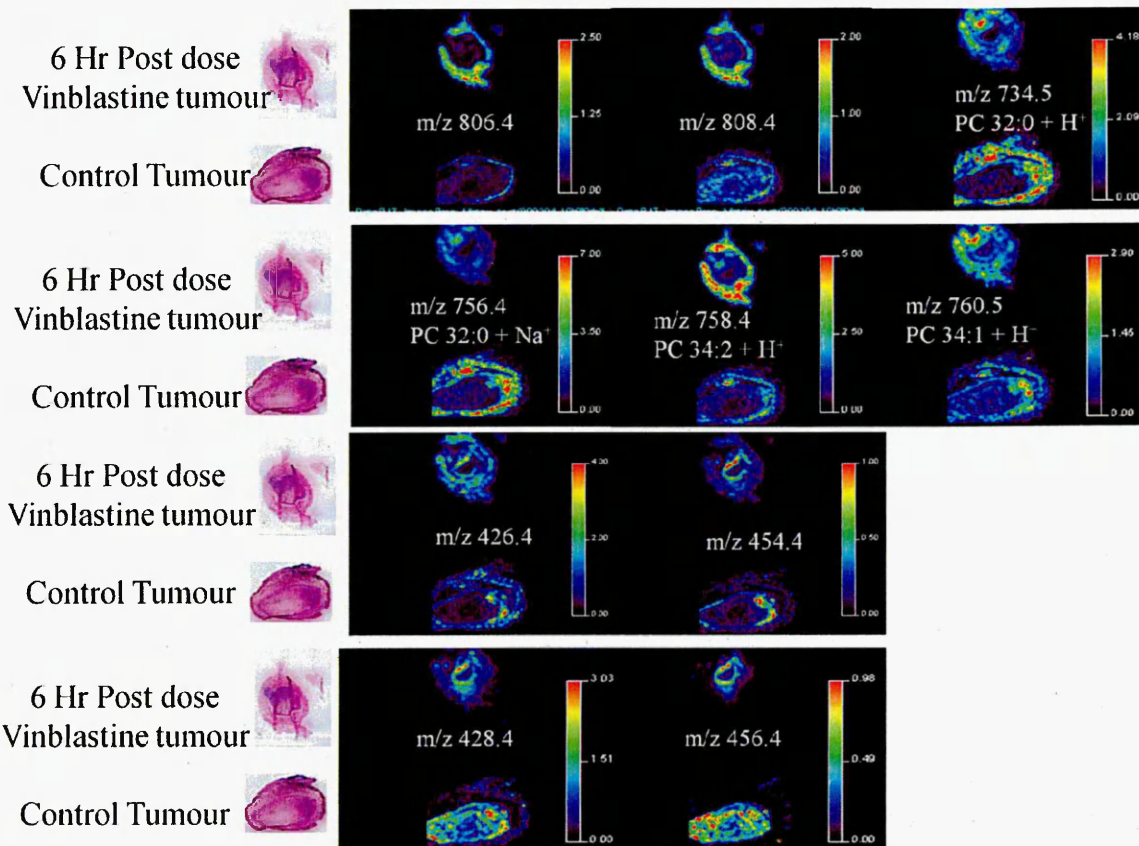 6 Hr Post dose
Vinblastine tumour
Control Tumour
m/z 806.4
2.50
1.25
0.00
m/z 808.4
2.00
1.00
0.00
m/z 734.5
PC 32:0 + H⁺
4.18
2.09
0.00
6 Hr Post dose
Vinblastine tumour
Control Tumour
m/z 756.4
PC 32:0 + Na⁺
7.00
3.50
0.00
m/z 758.4
PC 34:2 + H⁺
5.00
2.50
0.00
m/z 760.5
PC 34:1 + H⁺
2.90
1.45
0.00
6 Hr Post dose
Vinblastine tumour
Control Tumour
m/z 426.4
4.00
2.00
0.00
m/z 454.4
1.00
0.50
0.00
6 Hr Post dose
Vinblastine tumour
Control Tumour
m/z 428.4
3.03
1.51
0.00
m/z 456.4
0.98
0.49
0.00